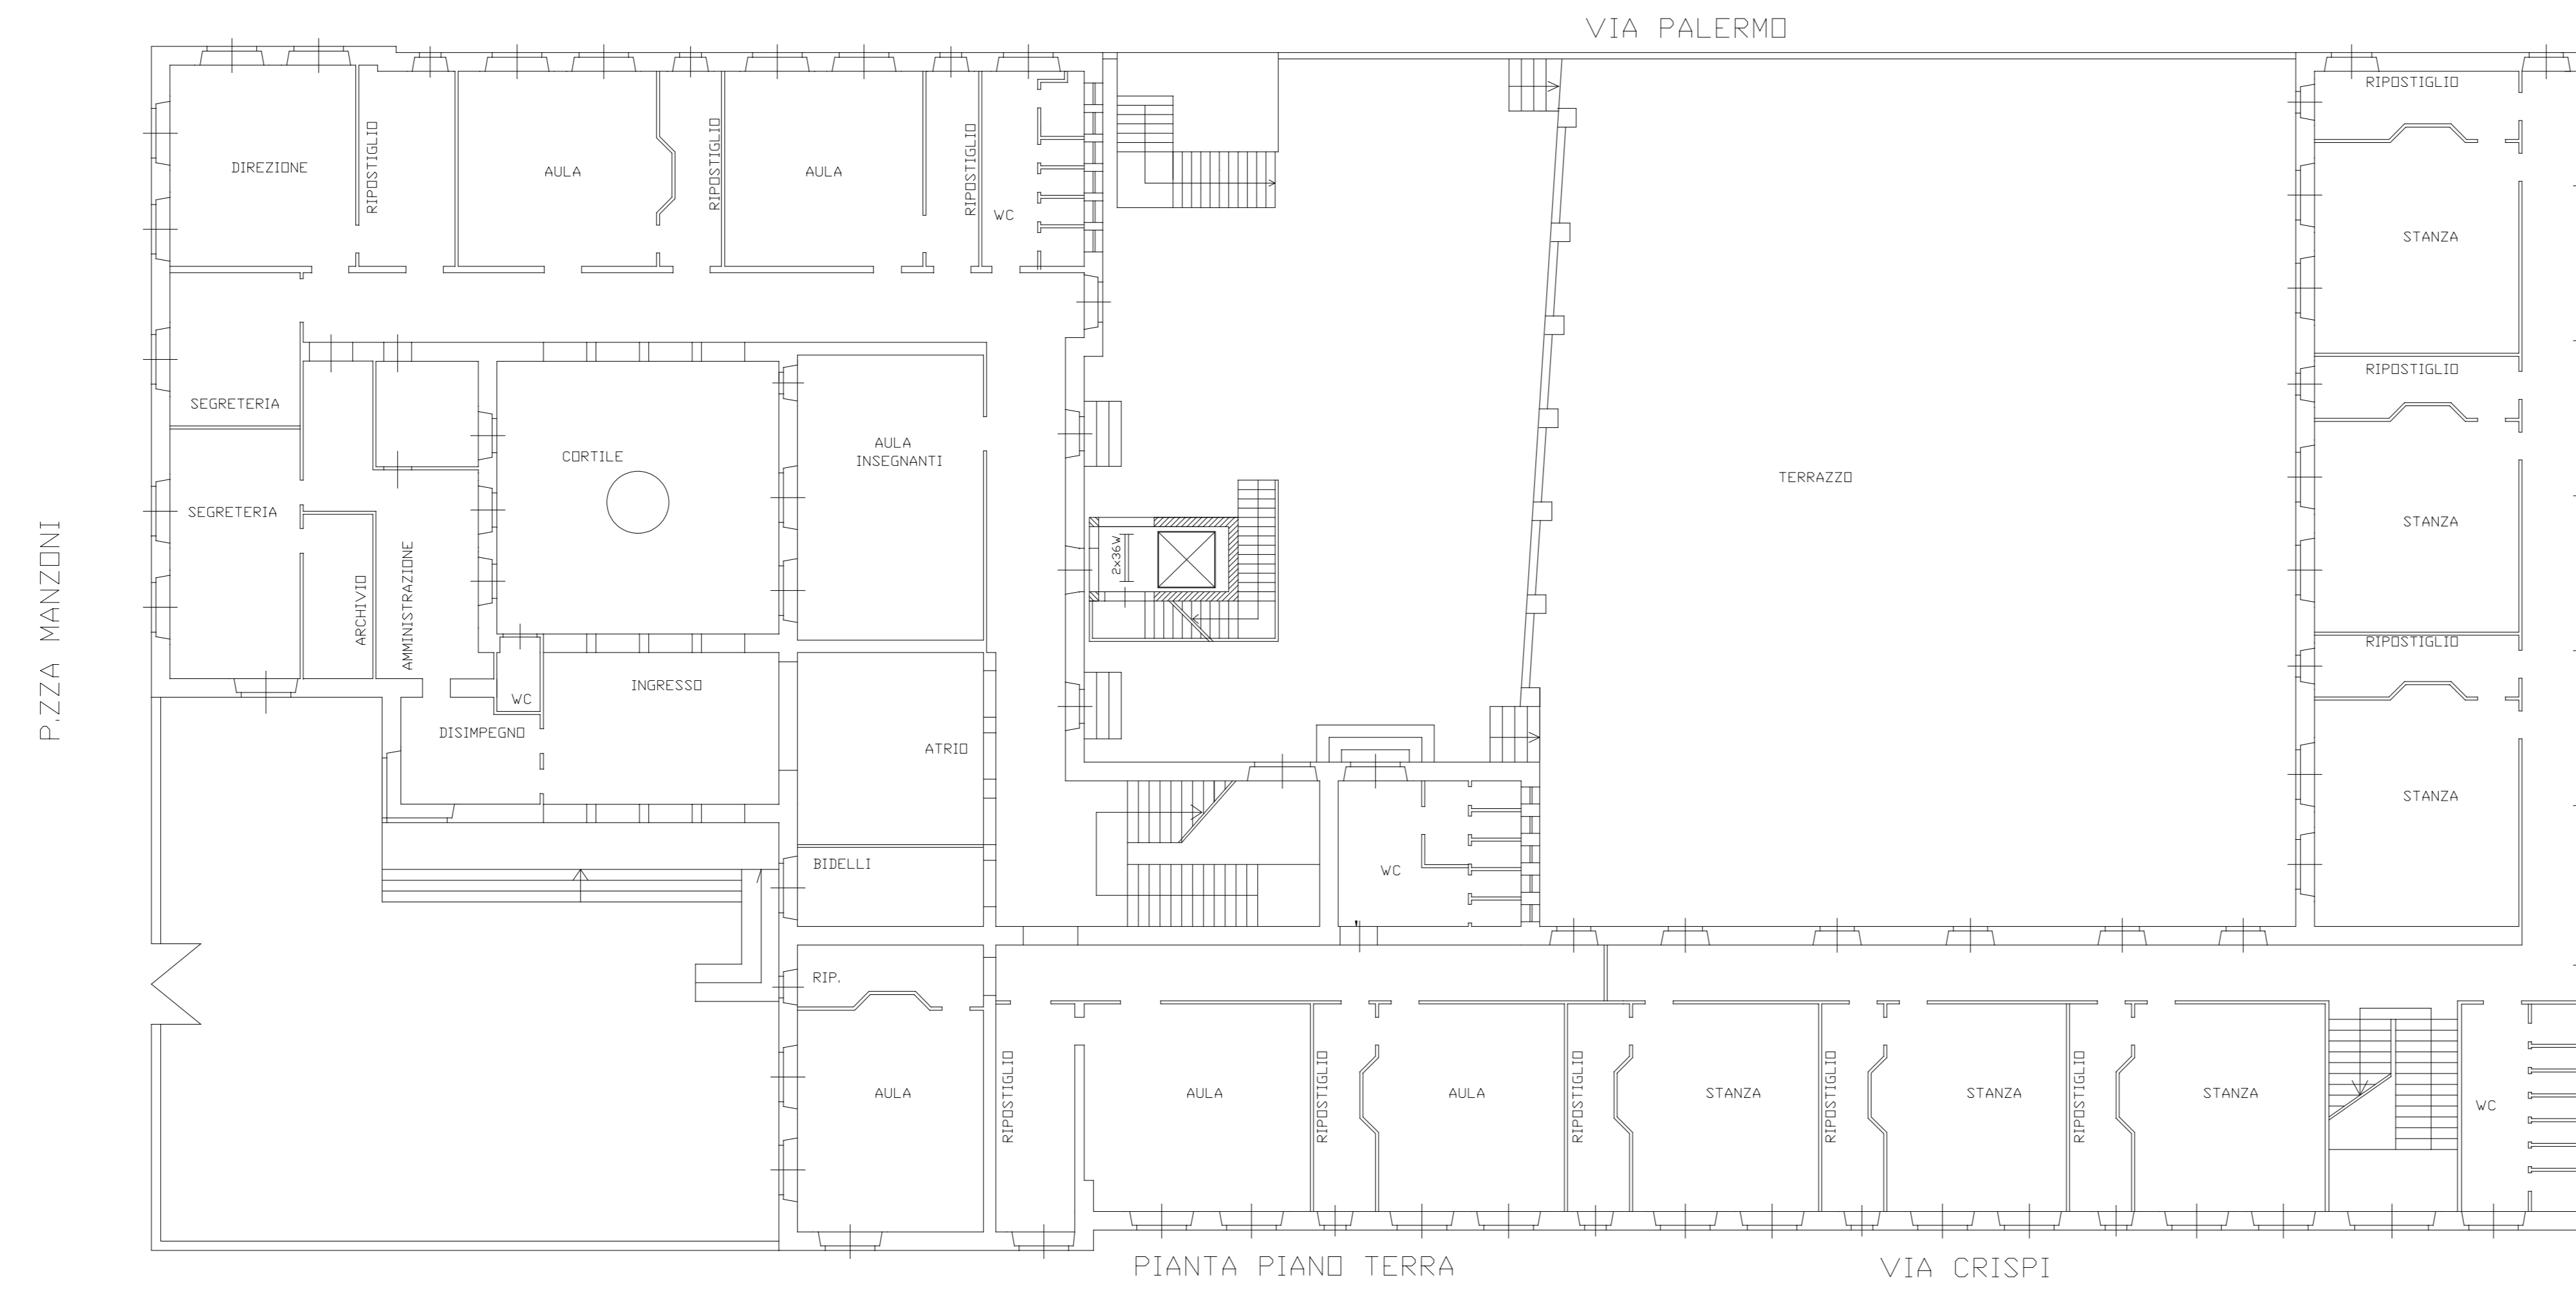 VIA PALERMO
RIPOSTIGLIO
DIREZIONE
RIPOSTIGLIO
AULA
RIPOSTIGLIO
AULA
RIPOSTIGLIO
WC
STANZA
RIPOSTIGLIO
SEGRETERIA
CORTILE
AULA
INSEGNANTI
TERRAZZO
SEGRETERIA
STANZA
P.ZZA MANZONI
ARCHIVIO
AMMINISTRAZIONE
2x36W
RIPOSTIGLIO
INGRESSO
WC
DISIMPEGNO
ATRIO
STANZA
BIDELLI
WC
RIP.
AULA
RIPOSTIGLIO
AULA
RIPOSTIGLIO
AULA
RIPOSTIGLIO
STANZA
RIPOSTIGLIO
STANZA
RIPOSTIGLIO
STANZA
WC
PIANTA PIANO TERRA
VIA CRISPI